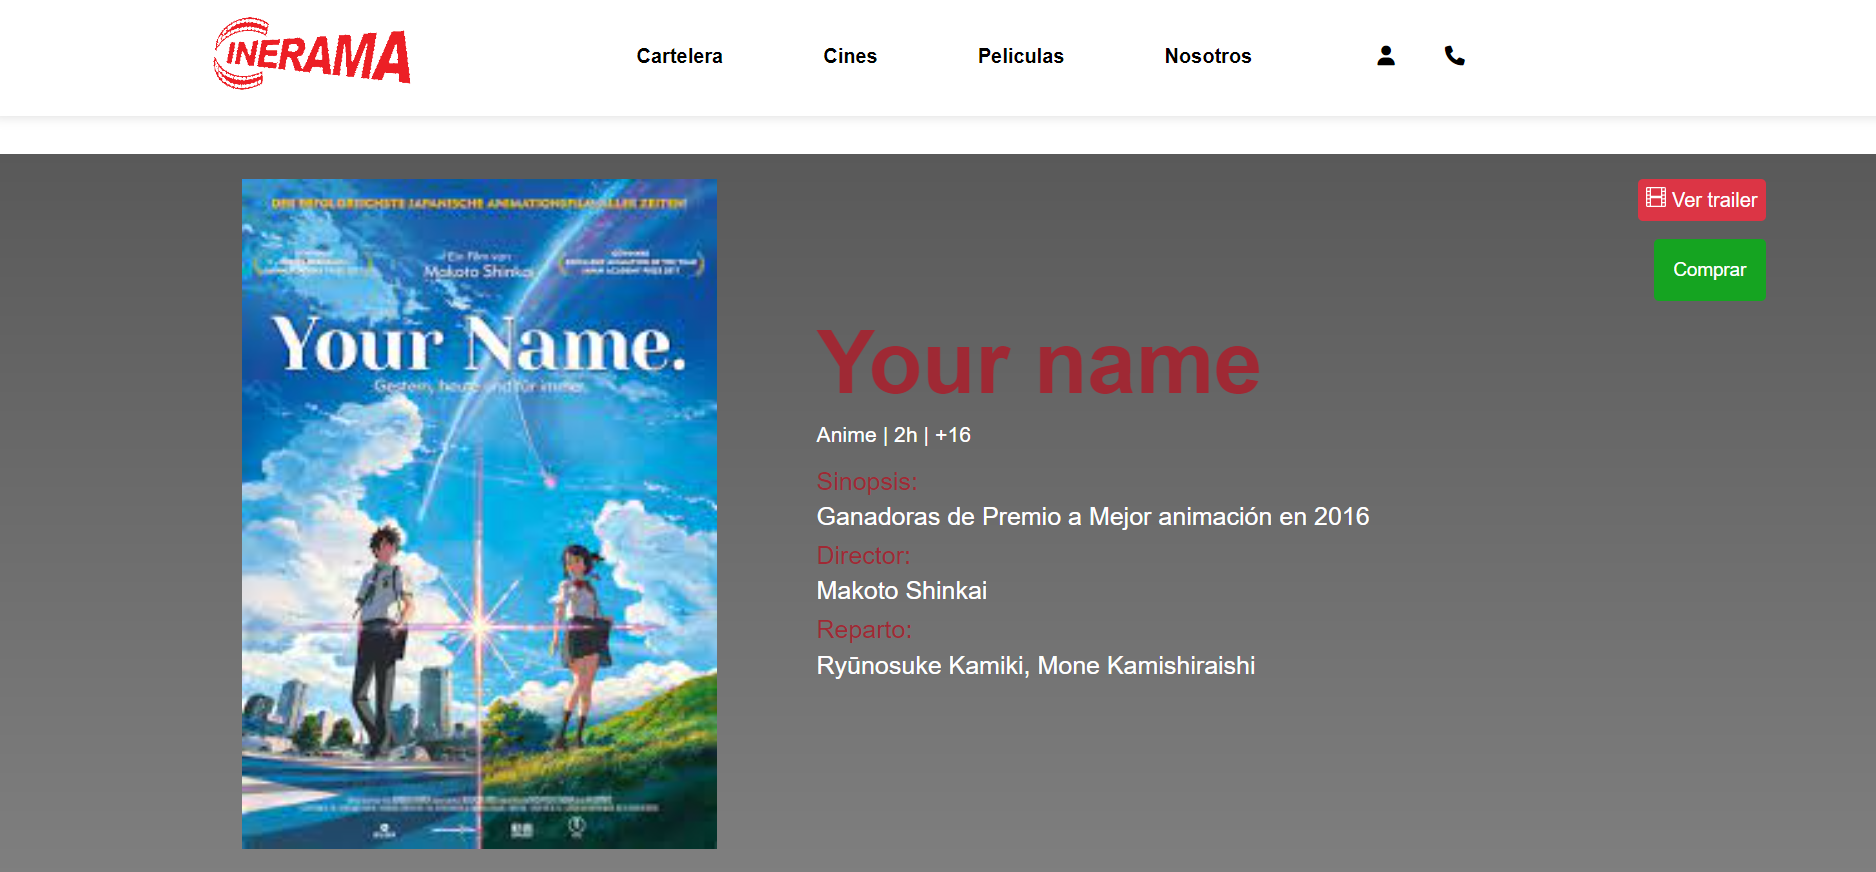 CINERAMA
Cartelera
Cines
Peliculas
Nosotros
Ver trailer
Comprar
DER ERFOLGREICHSTE JAPANISCHE ANIMATIONSFILM ALLER ZEITEN!
Ein Film von
Makoto Shinkai
Your Name.
Gestern, heute und für immer
Your name
Anime | 2h | +16
Sinopsis:
Ganadoras de Premio a Mejor animación en 2016
Director:
Makoto Shinkai
Reparto:
Ryūnosuke Kamiki, Mone Kamishiraishi